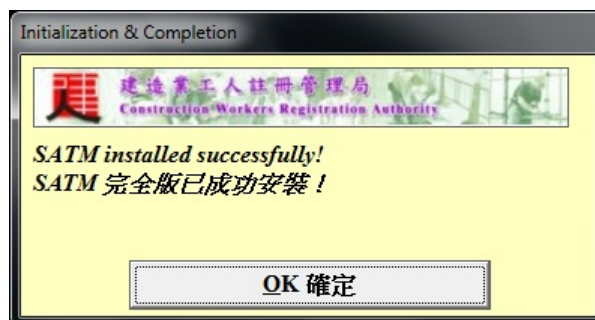 Initialization & Completion
建造業工人註冊管理局
Construction Workers Registration Authority
SATM installed successfully!
SATM 完全版已成功安裝！
OK 確定